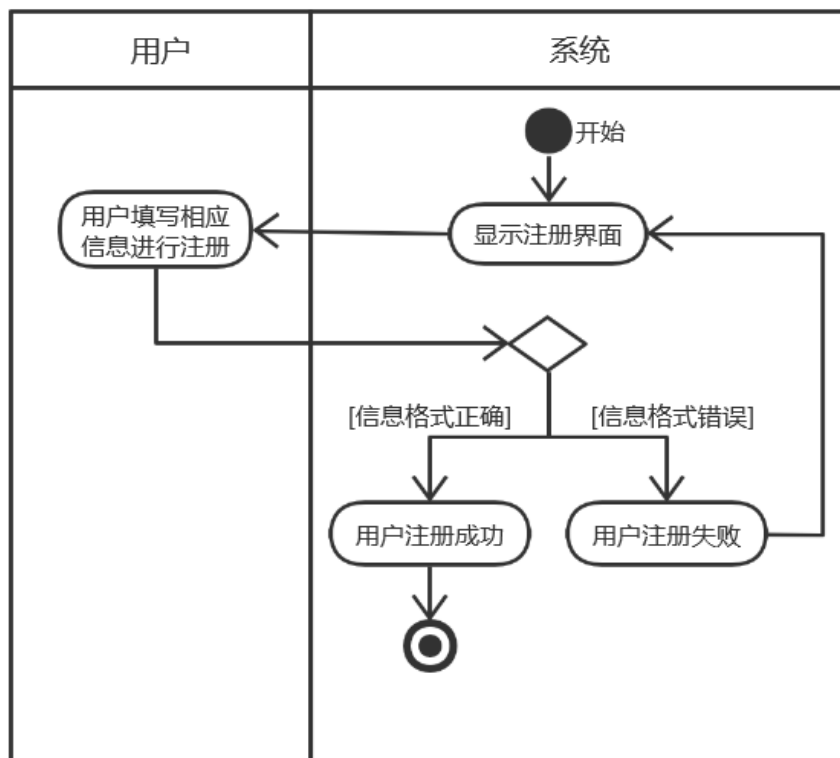 用户
系统
开始
用户填写相应
信息进行注册
显示注册界面
[信息格式正确]
[信息格式错误]
用户注册成功
用户注册失败